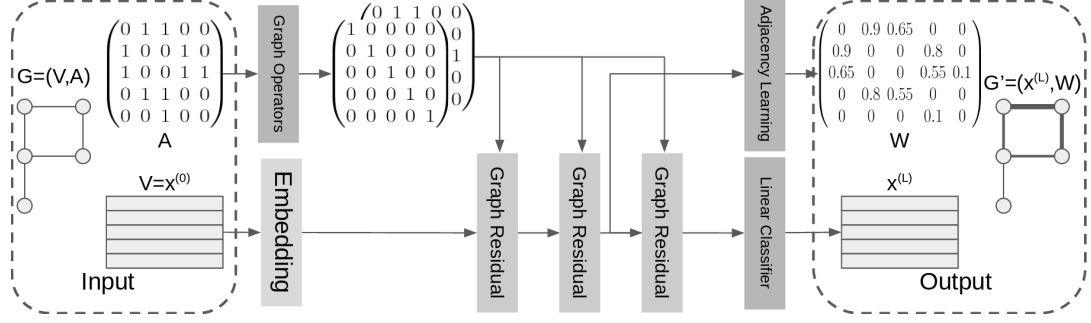 G=(V,A)
0 1 1 0 0
1 0 0 1 0
1 0 0 1 1
0 1 1 0 0
0 0 1 0 0
A
V=x(0)
Input
Graph Operators
Embedding
0 1 1 0 0
1 0 0 0 0 0
0 1 0 0 0 1
0 0 1 0 0 0
0 0 0 1 0 0
0 0 0 0 1
Graph Residual
Graph Residual
Graph Residual
Adjacency Learning
Linear Classifier
0 0.9 0.65 0 0
0.9 0 0 0.8 0
0.65 0 0 0.55 0.1
0 0.8 0.55 0 0
0 0 0 0.1 0
W
G'=(x(L),W)
x(L)
Output